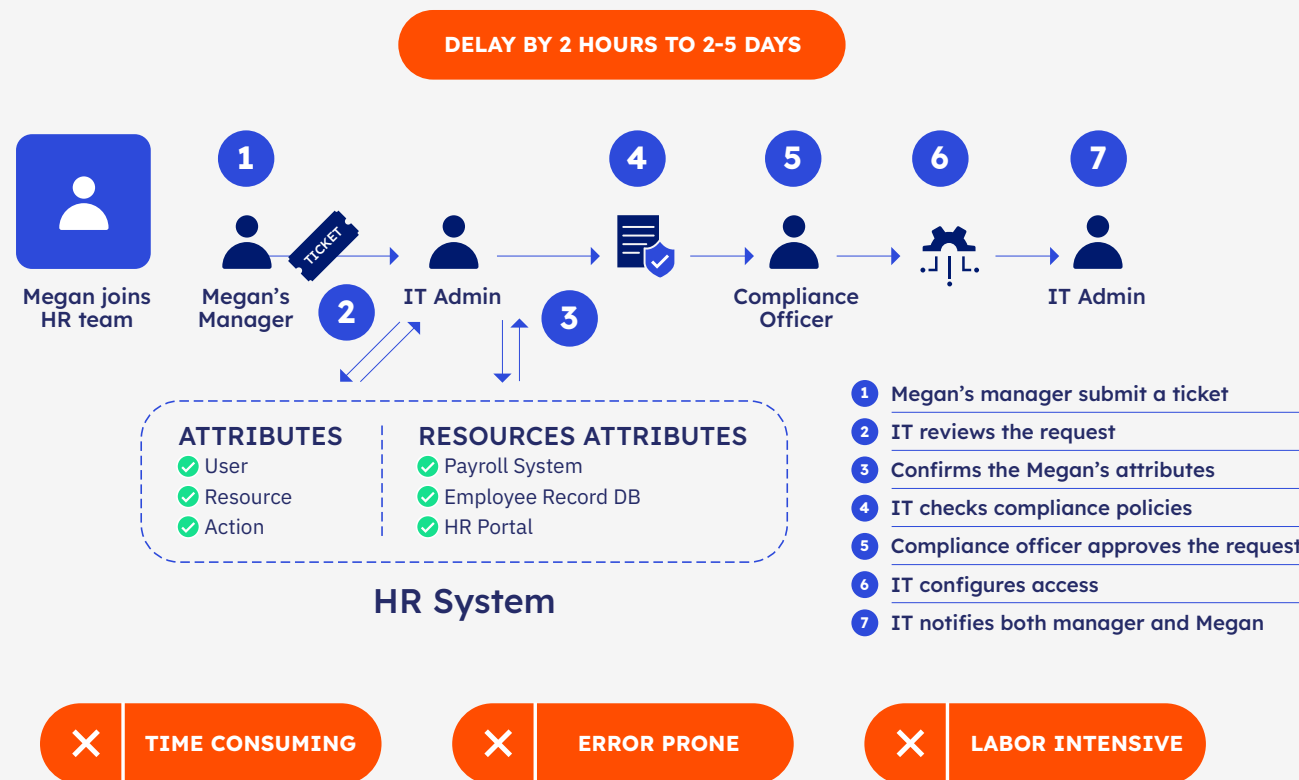 DELAY BY 2 HOURS TO 2-5 DAYS
1
4
5
6
7
TICKET
Megan joins
HR team
Megan’s
Manager
2
IT Admin
3
Compliance
Officer
IT Admin
ATTRIBUTES
User
Resource
Action
RESOURCES ATTRIBUTES
Payroll System
Employee Record DB
HR Portal
HR System
1 Megan’s manager submit a ticket
2 IT reviews the request
3 Confirms the Megan’s attributes
4 IT checks compliance policies
5 Compliance officer approves the request
6 IT configures access
7 IT notifies both manager and Megan
TIME CONSUMING
ERROR PRONE
LABOR INTENSIVE